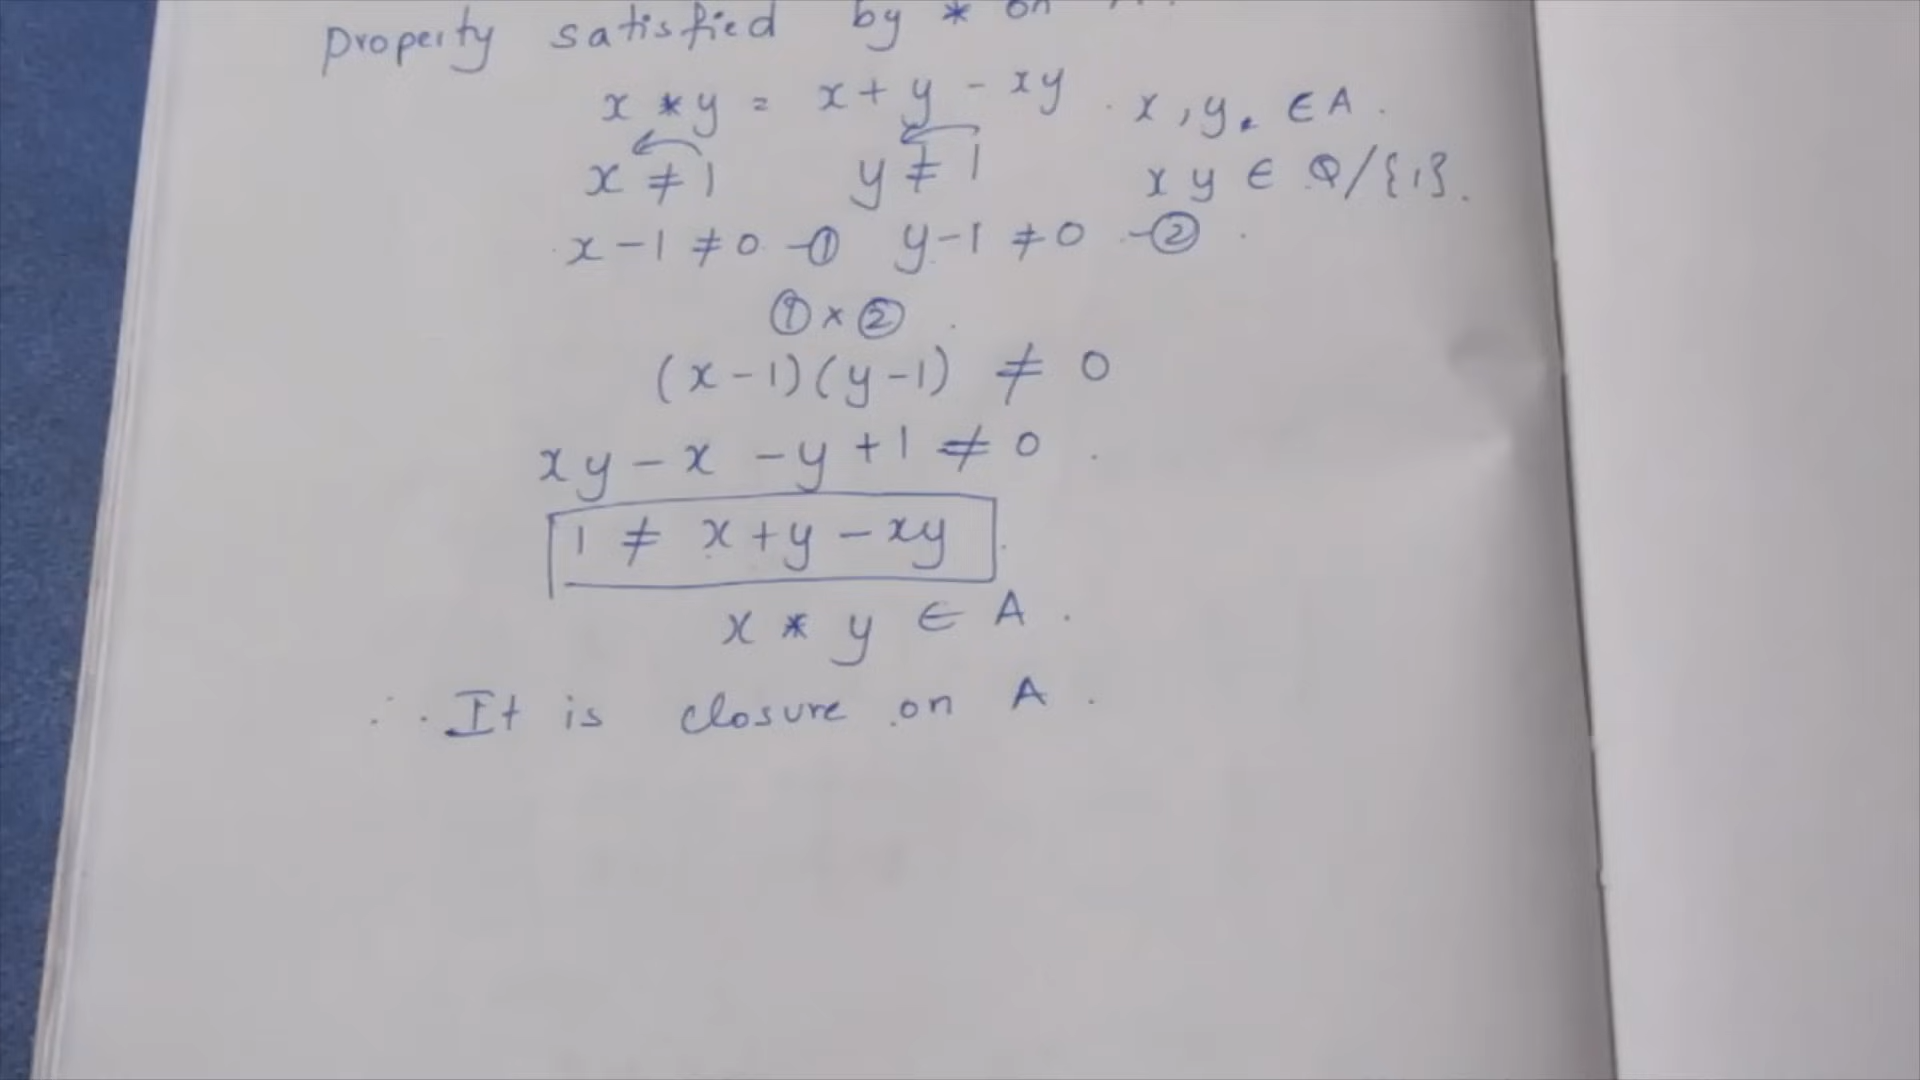 property satisfied by * on
x * y = x + y - xy . x, y. ∈ A.
x ≠ 1 y ≠ 1 x y ∈ Q/{1}.
x - 1 ≠ 0 - ① y - 1 ≠ 0 - ② .
① × ② .
(x - 1)(y - 1) ≠ 0
xy - x - y + 1 ≠ 0 .
1 ≠ x + y - xy .
x * y ∈ A .
∴ It is closure on A .